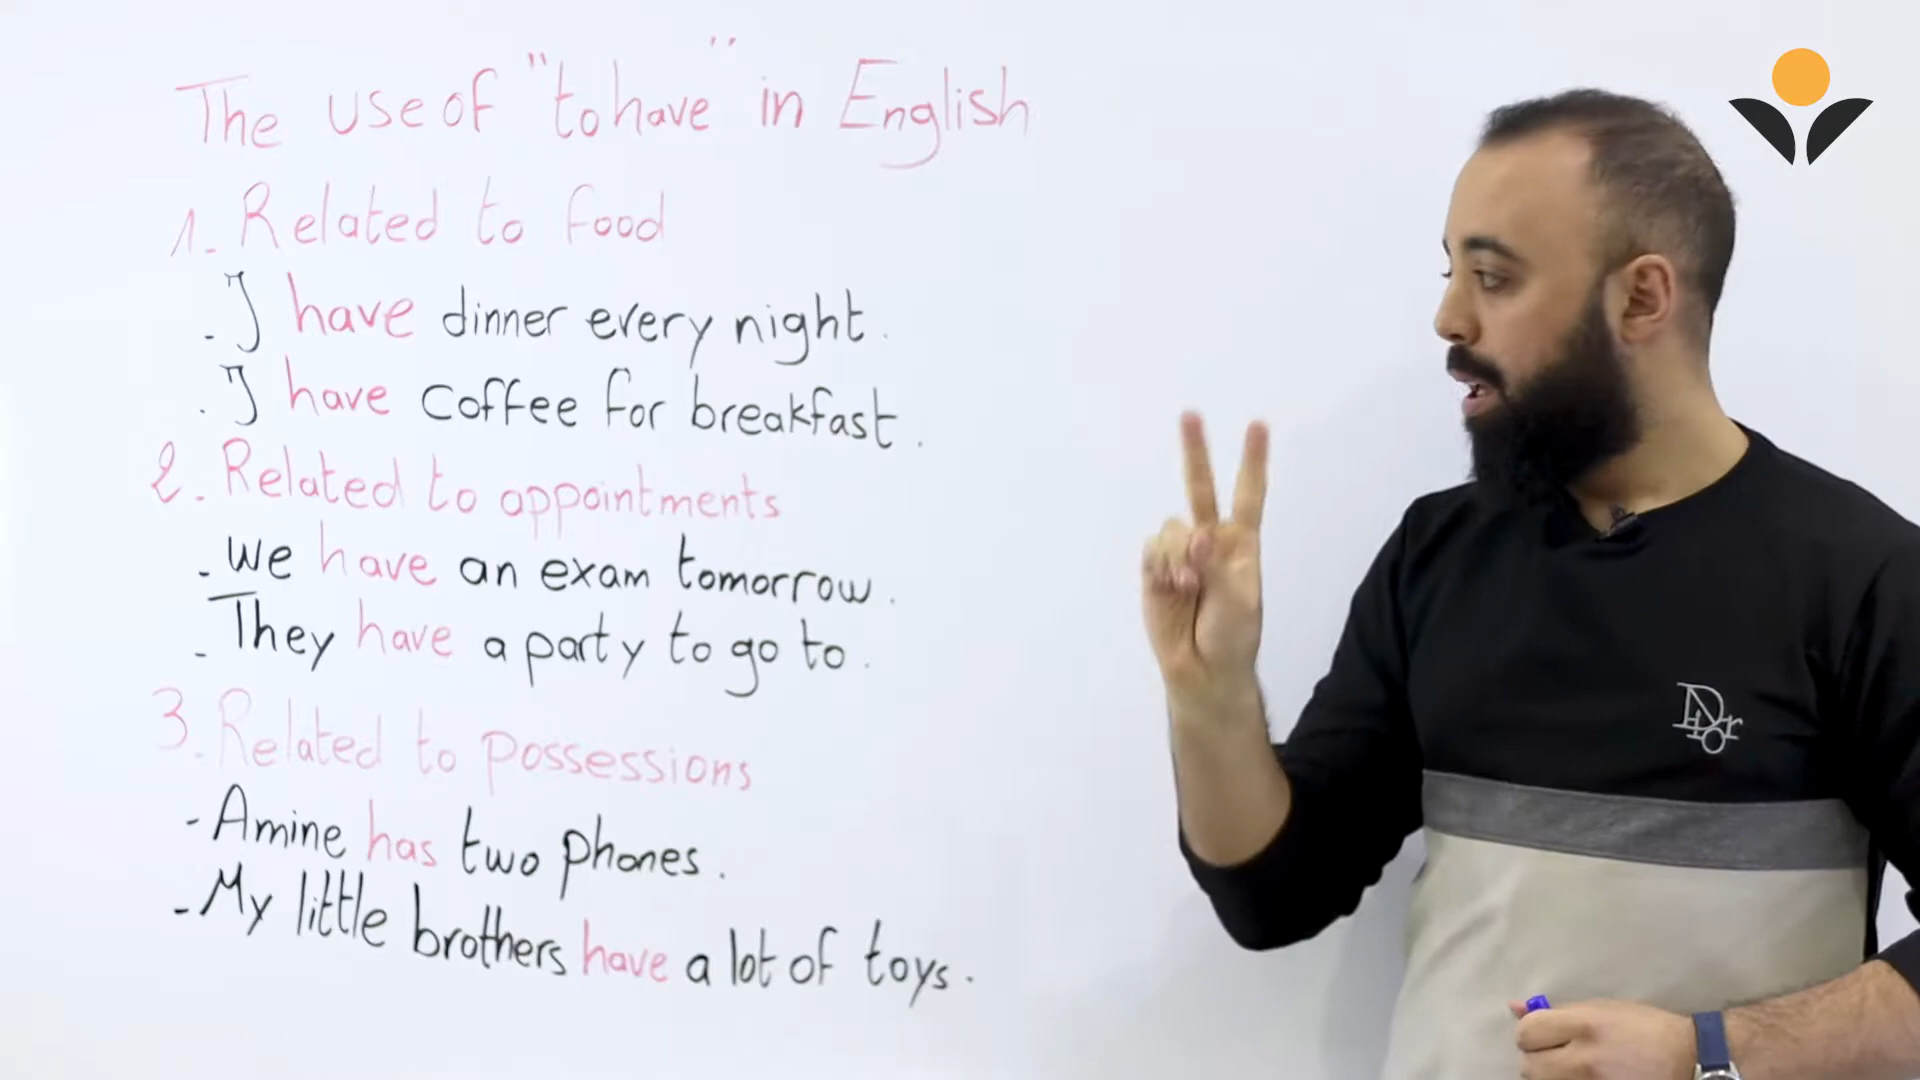 The use of "to have" in English
1. Related to food
. I have dinner every night.
. I have coffee for breakfast.
2. Related to appointments
- We have an exam tomorrow.
- They have a party to go to.
3. Related to possessions
- Amine has two phones.
- My little brothers have a lot of toys.
Dior